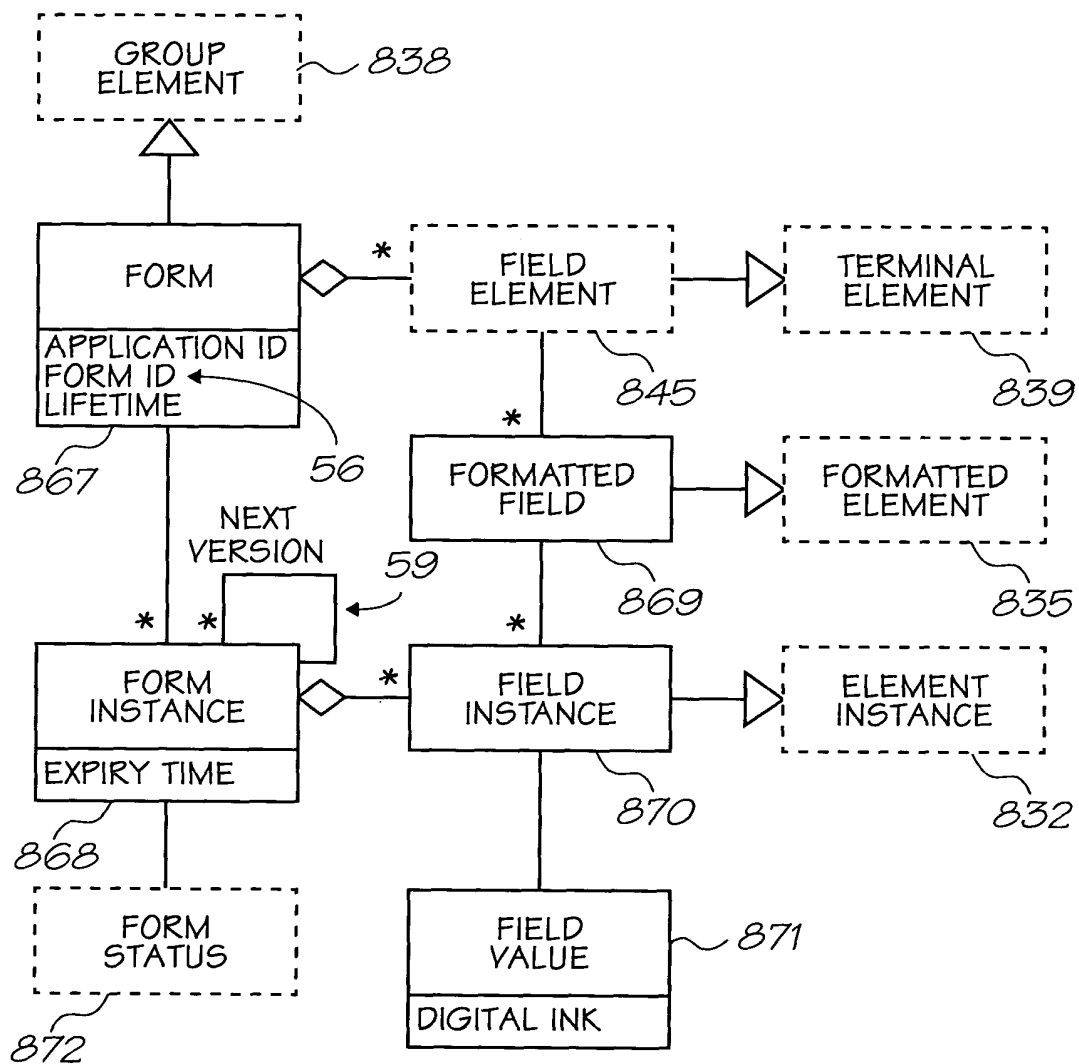 GROUP
ELEMENT
838
FORM
*
FIELD
ELEMENT
TERMINAL
ELEMENT
APPLICATION ID
FORM ID
LIFETIME
845
839
867
56
*
FORMATTED
FIELD
FORMATTED
ELEMENT
NEXT
VERSION
59
869
835
*
*
*
FORM
INSTANCE
*
FIELD
INSTANCE
ELEMENT
INSTANCE
EXPIRY TIME
870
832
868
FORM
STATUS
FIELD
VALUE
871
DIGITAL INK
872